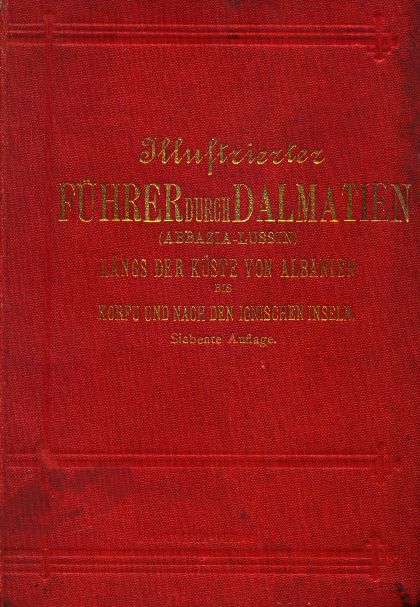 Illustrierter
FÜHRER DURCH DALMATIEN
(ABBAZIA-LUSSIN)
LÄNGS DER KÜSTE VON ALBANIEN
BIS
KORFU UND NACH DEN IONISCHEN INSELN.
Siebente Auflage.